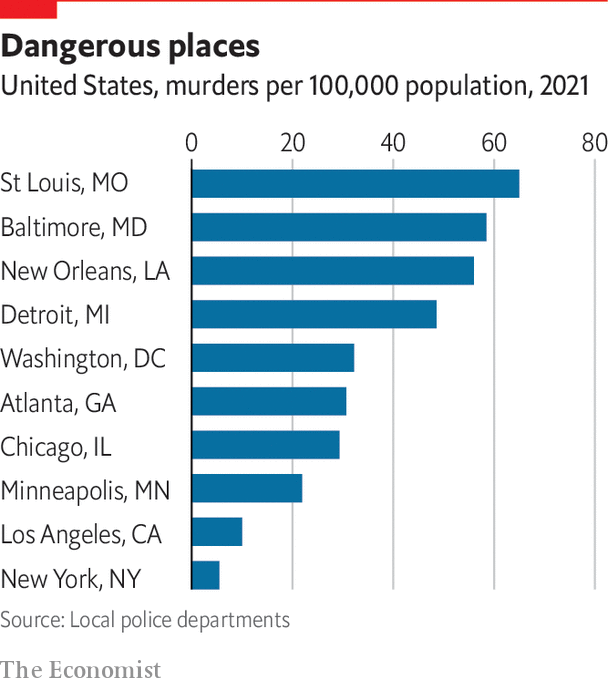 Dangerous places
United States, murders per 100,000 population, 2021
0 20 40 60 80
St Louis, MO
Baltimore, MD
New Orleans, LA
Detroit, MI
Washington, DC
Atlanta, GA
Chicago, IL
Minneapolis, MN
Los Angeles, CA
New York, NY
Source: Local police departments
The Economist